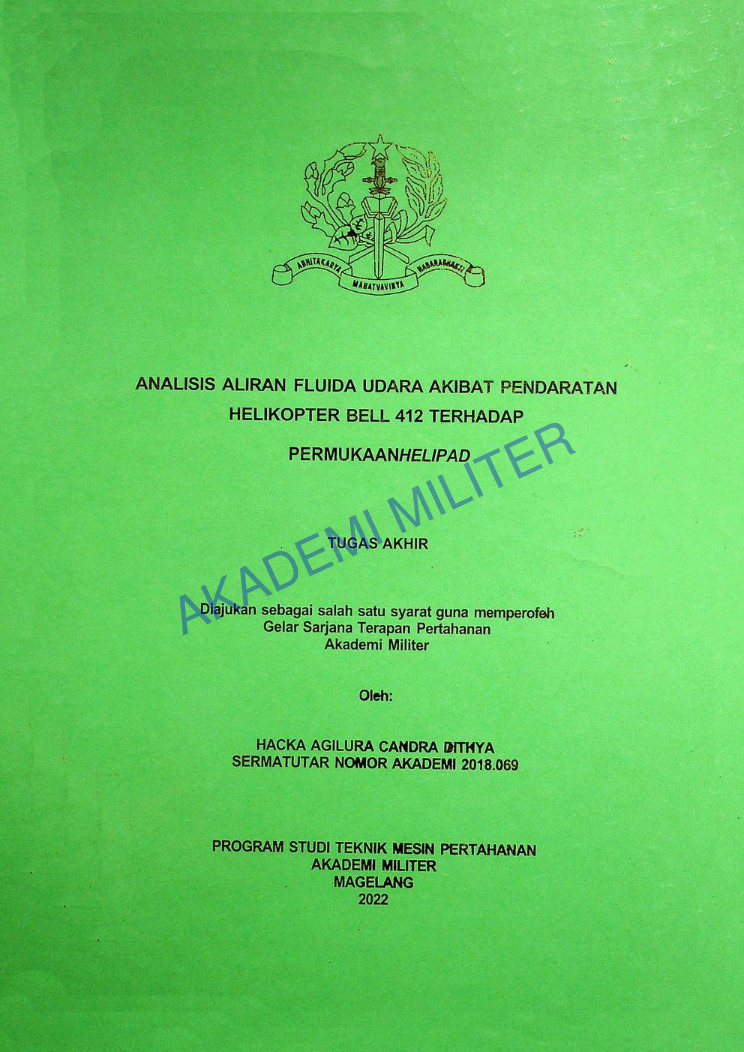 ADHITAKARYA
MAHATVAVIRYA
NAGARABHAKTI
ANALISIS ALIRAN FLUIDA UDARA AKIBAT PENDARATAN
HELIKOPTER BELL 412 TERHADAP
PERMUKAANHELIPAD
AKADEMI MILITER
TUGAS AKHIR
Diajukan sebagai salah satu syarat guna memperoleh
Gelar Sarjana Terapan Pertahanan
Akademi Militer
Oleh:
HACKA AGILURA CANDRA DITHYA
SERMATUTAR NOMOR AKADEMI 2018.069
PROGRAM STUDI TEKNIK MESIN PERTAHANAN
AKADEMI MILITER
MAGELANG
2022